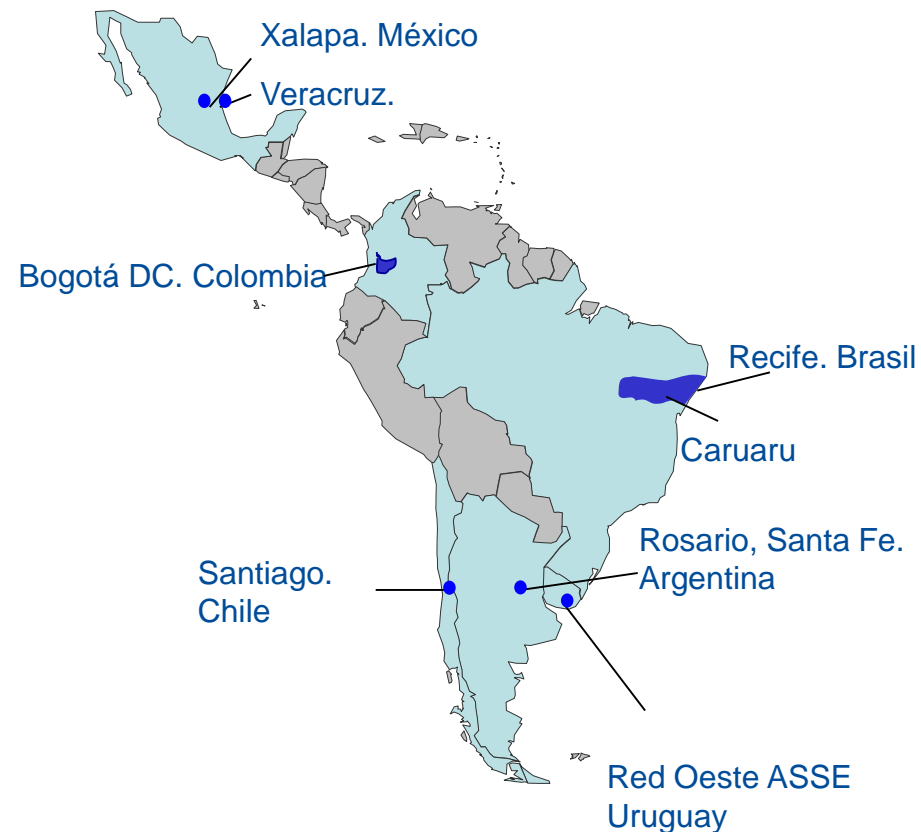 Xalapa. México
Veracruz.
Bogotá DC. Colombia
Recife. Brasil
Caruaru
Rosario, Santa Fe.
Argentina
Santiago.
Chile
Red Oeste ASSE
Uruguay